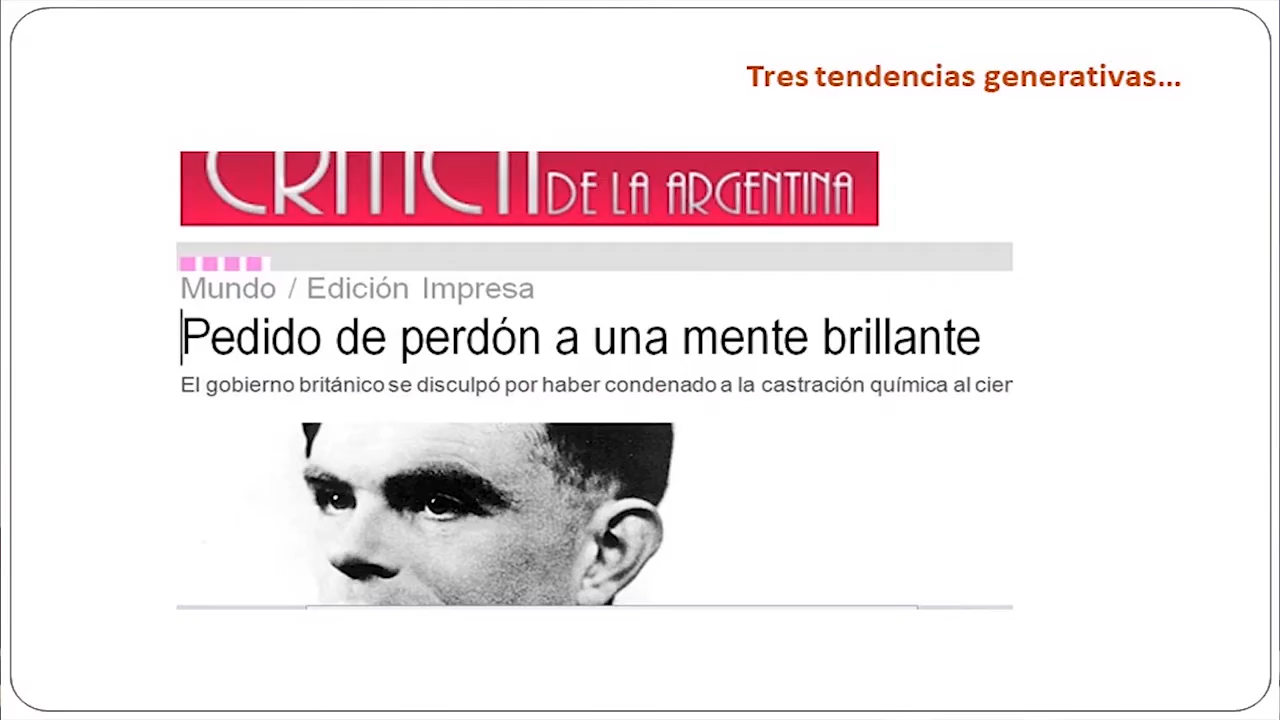 Tres tendencias generativas...
CRITICA DE LA ARGENTINA
Mundo / Edición Impresa
Pedido de perdón a una mente brillante
El gobierno británico se disculpó por haber condenado a la castración química al cien